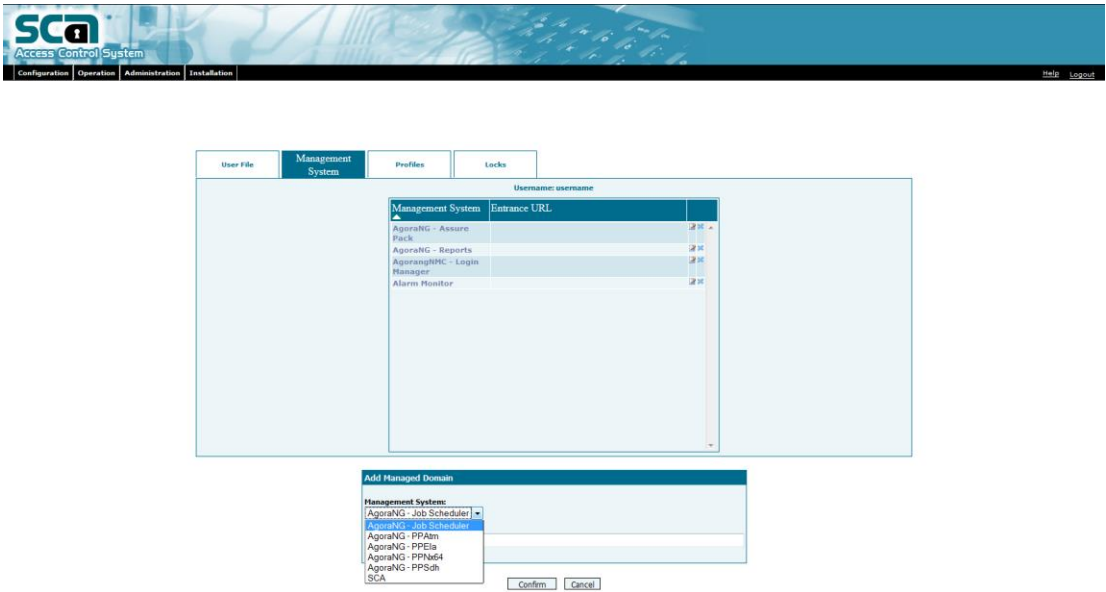 SCA
Access Control System
Configuration Operation Administration Installation Help Logout
User File Management System Profiles Locks
Username: username
Management System Entrance URL
AgoraNG - Assure
Pack
AgoraNG - Reports
AgorangNMC - Login
Manager
Alarm Monitor
Add Managed Domain
Management System:
AgoraNG - Job Scheduler
AgoraNG - Job Scheduler
AgoraNG - PPAtm
AgoraNG - PPEla
AgoraNG - PPNx64
AgoraNG - PPSdh
SCA
Confirm Cancel